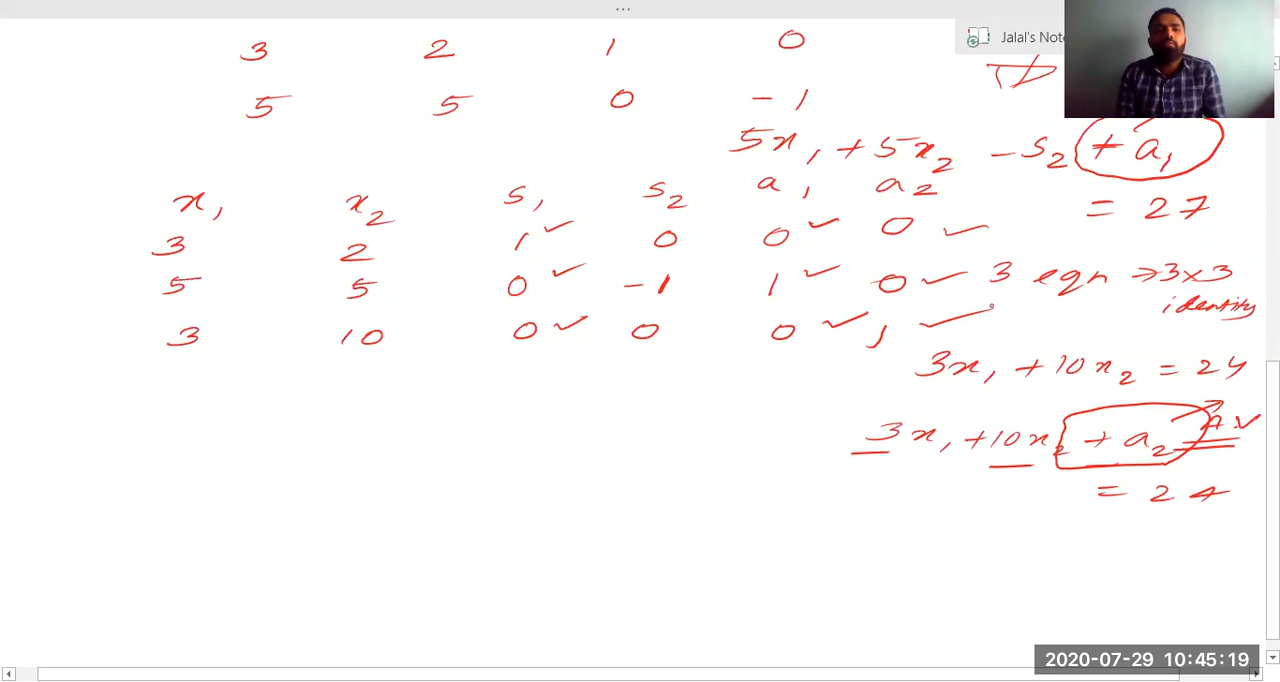 ...
3 2 1 0
Jalal's Note
5 5 0 -1
5x1 + 5x2 - s2 + a1
= 27
x1 x2 s1 s2 a1 a2
3 2 1 ✓ 0 0 ✓ 0 ✓
5 5 0 ✓ -1 1 ✓ 0 ✓ 3 eqn → 3x3
identity
3 10 0 ✓ 0 0 ✓ 1 ✓
3x1 + 10x2 = 24
3x1 + 10x2 + a2
= 24
2020-07-29 10:45:19